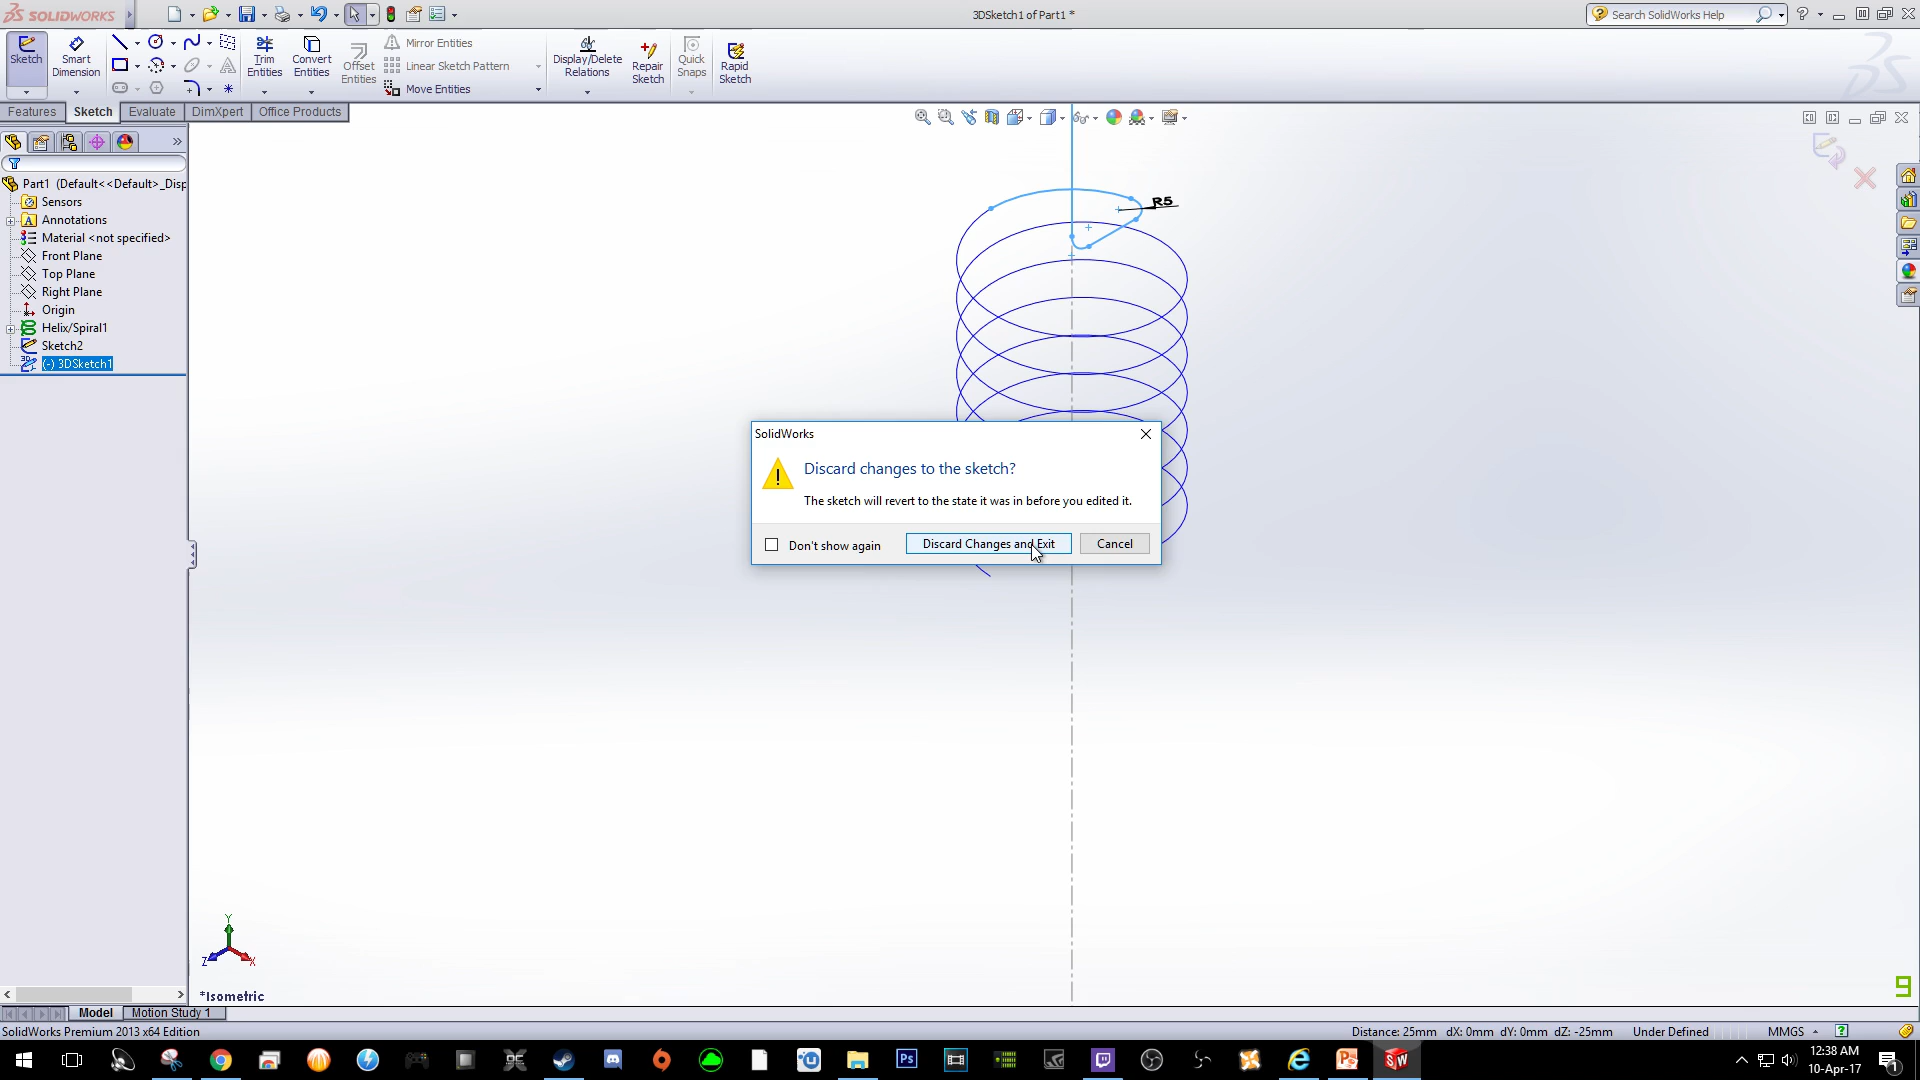 SOLIDWORKS
3DSketch1 of Part1 *
Search SolidWorks Help
Sketch
Smart Dimension
Trim Entities
Convert Entities
Offset Entities
Mirror Entities
Linear Sketch Pattern
Move Entities
Display/Delete Relations
Repair Sketch
Quick Snaps
Rapid Sketch
Features
Sketch
Evaluate
DimXpert
Office Products
Part1 (Default<<Default>_Disp
Sensors
Annotations
Material <not specified>
Front Plane
Top Plane
Right Plane
Origin
Helix/Spiral1
Sketch2
(-) 3DSketch1
R5
SolidWorks
Discard changes to the sketch?
The sketch will revert to the state it was in before you edited it.
Don't show again
Discard Changes and Exit
Cancel
Y
Z
X
*Isometric
9
Model
Motion Study 1
SolidWorks Premium 2013 x64 Edition
Distance: 25mm dX: 0mm dY: 0mm dZ: -25mm
Under Defined
MMGS
12:38 AM
10-Apr-17
1